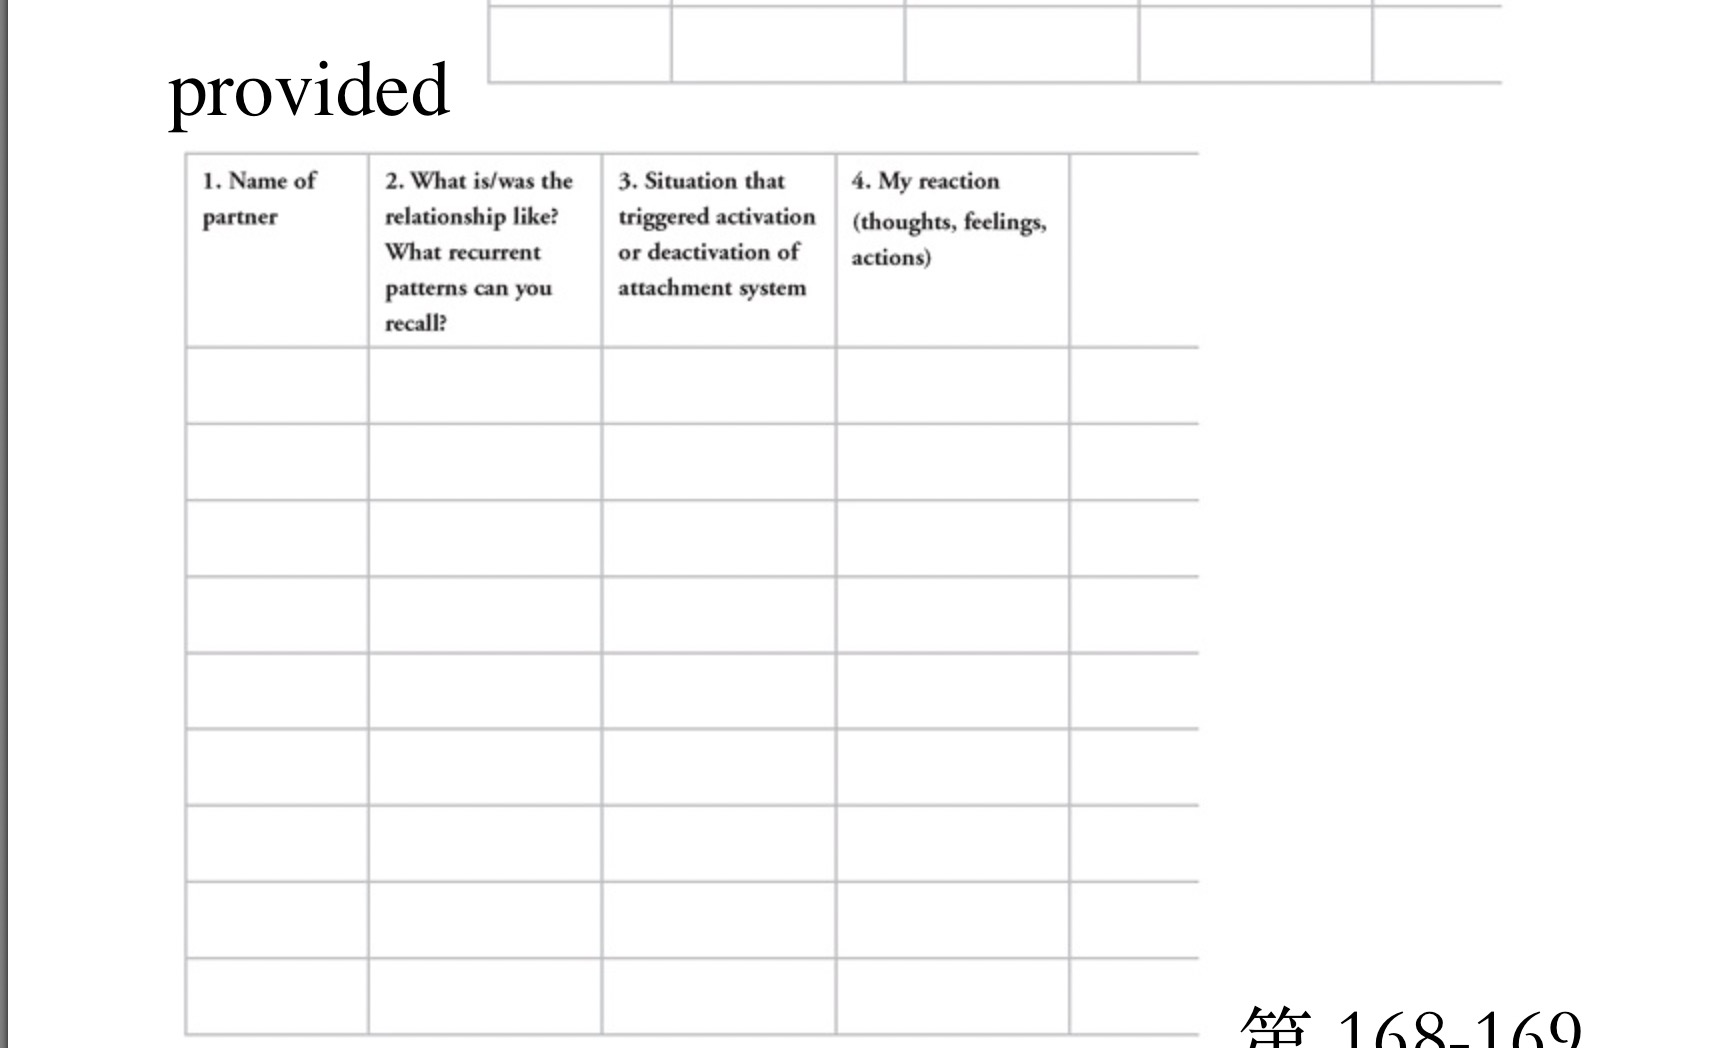 provided
1. Name of
partner
2. What is/was the
relationship like?
What recurrent
patterns can you
recall?
3. Situation that
triggered activation
or deactivation of
attachment system
4. My reaction
(thoughts, feelings,
actions)
第 168-169